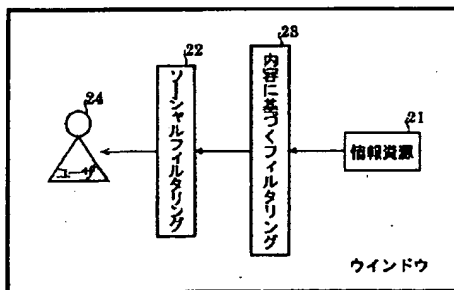 23
22
内容に基づくフィルタリング
ソーシャルフィルタリング
24
21
情報資源
ユーザ
ウインドウ